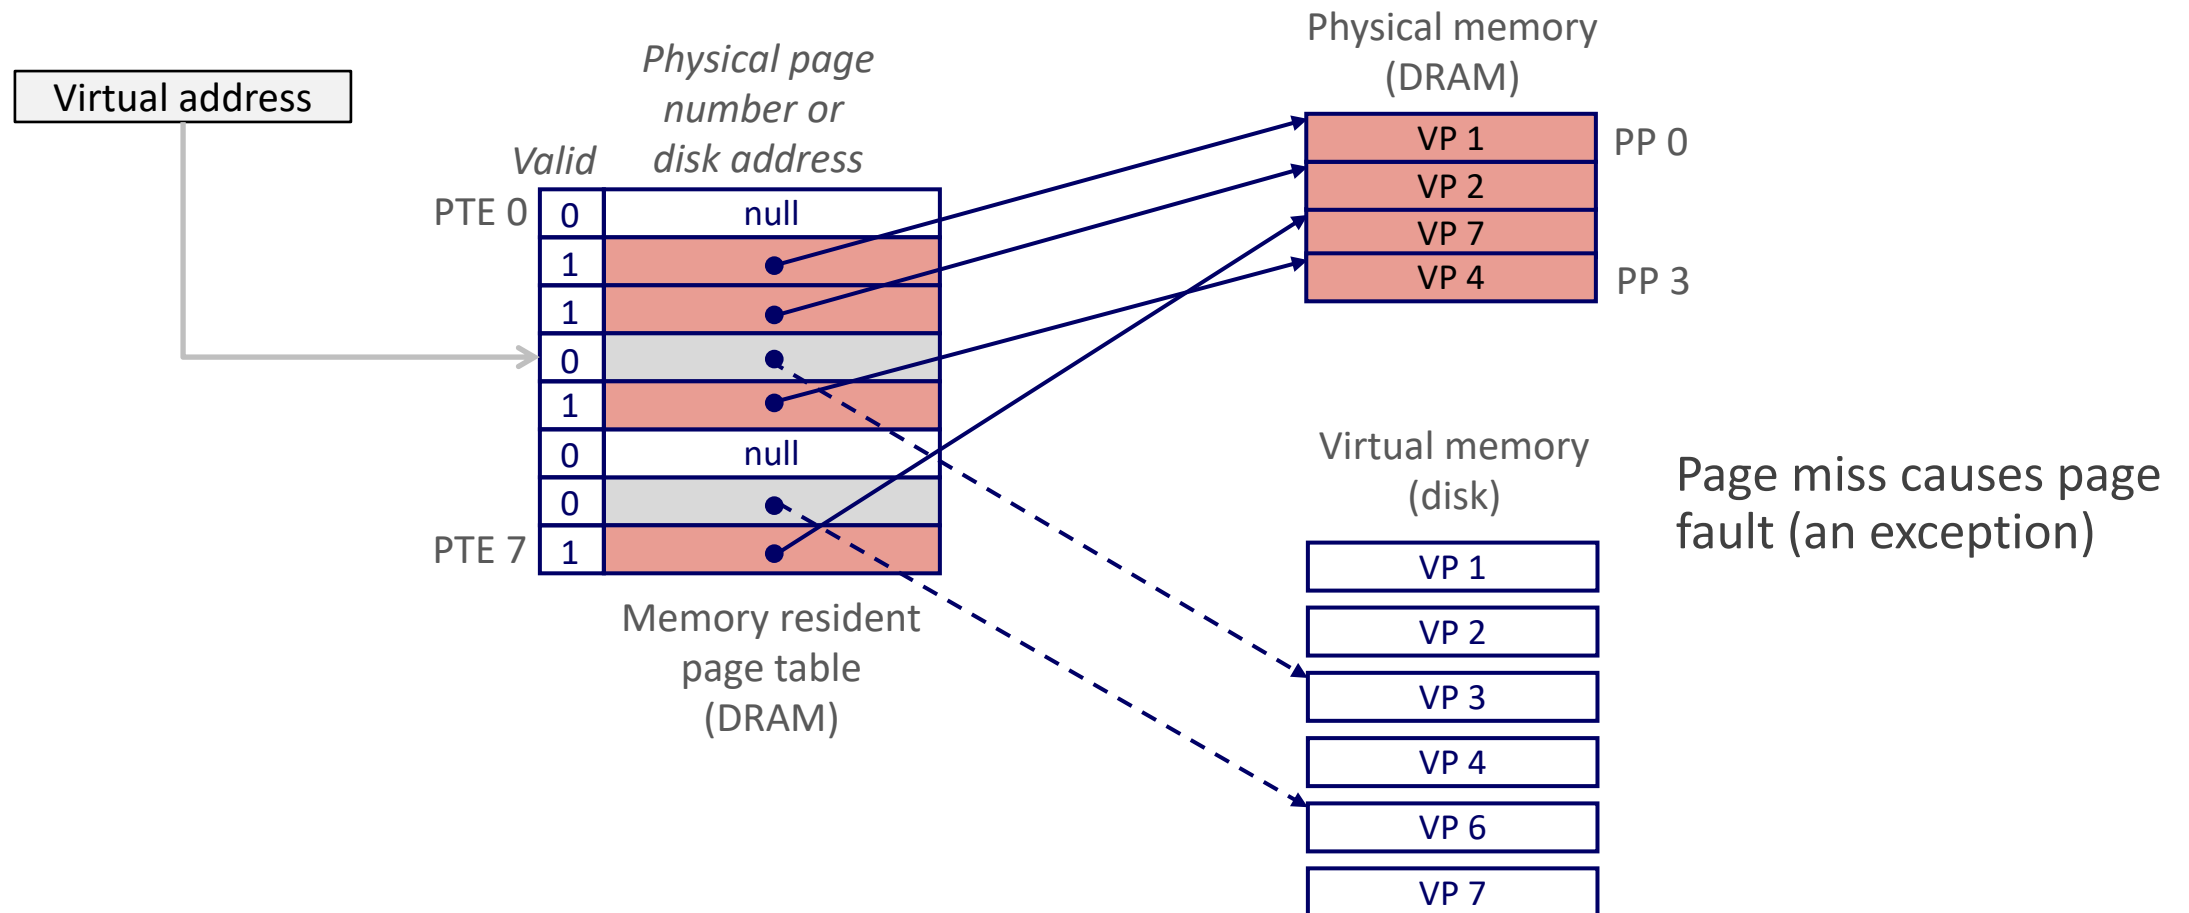 Virtual address
Physical page
number or
disk address
Valid
PTE 0
0 null
1
1
0
1
0 null
0
PTE 7 1
Memory resident
page table
(DRAM)
Physical memory
(DRAM)
VP 1 PP 0
VP 2
VP 7
VP 4 PP 3
Virtual memory
(disk)
VP 1
VP 2
VP 3
VP 4
VP 6
VP 7
Page miss causes page
fault (an exception)